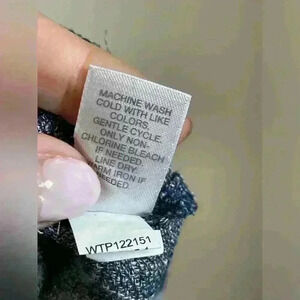 MACHINE WASH
COLD WITH LIKE
COLORS.
GENTLE CYCLE.
ONLY NON-
CHLORINE BLEACH
IF NEEDED.
LINE DRY.
WARM IRON IF
NEEDED.
WTP122151